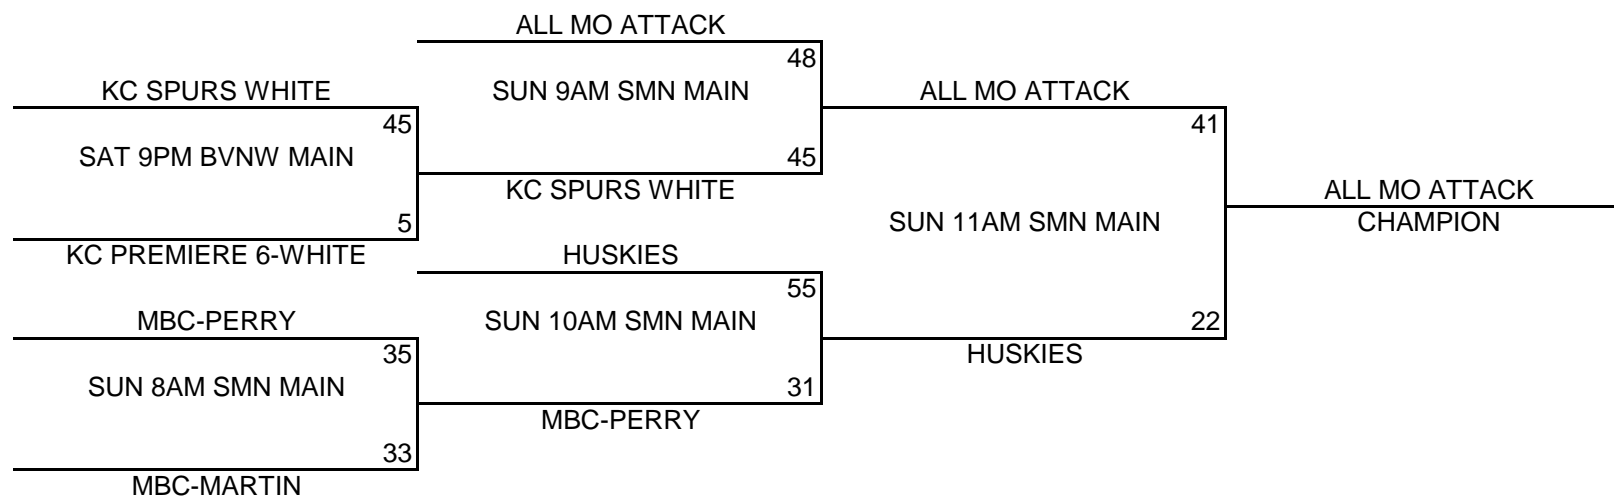 ALL MO ATTACK
48
KC SPURS WHITE
SUN 9AM SMN MAIN
ALL MO ATTACK
45
41
SAT 9PM BVNW MAIN
45
KC SPURS WHITE
ALL MO ATTACK
5
SUN 11AM SMN MAIN
CHAMPION
KC PREMIERE 6-WHITE
HUSKIES
55
MBC-PERRY
SUN 10AM SMN MAIN
22
35
HUSKIES
SUN 8AM SMN MAIN
31
MBC-PERRY
33
MBC-MARTIN